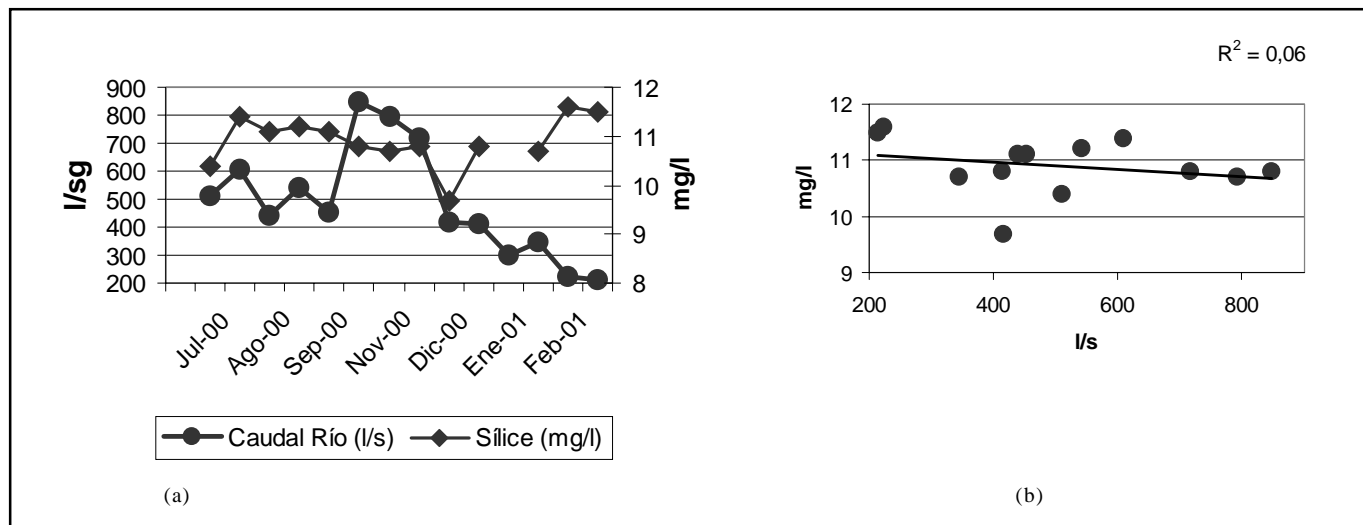 900
800
700
600
500
400
300
200
l/sg
12
11
10
9
8
mg/l
Jul-00
Ago-00
Sep-00
Nov-00
Dic-00
Ene-01
Feb-01
Caudal Río (l/s) Sílice (mg/l)
(a)
R² = 0,06
12
11
10
9
mg/l
200 400 600 800
l/s
(b)